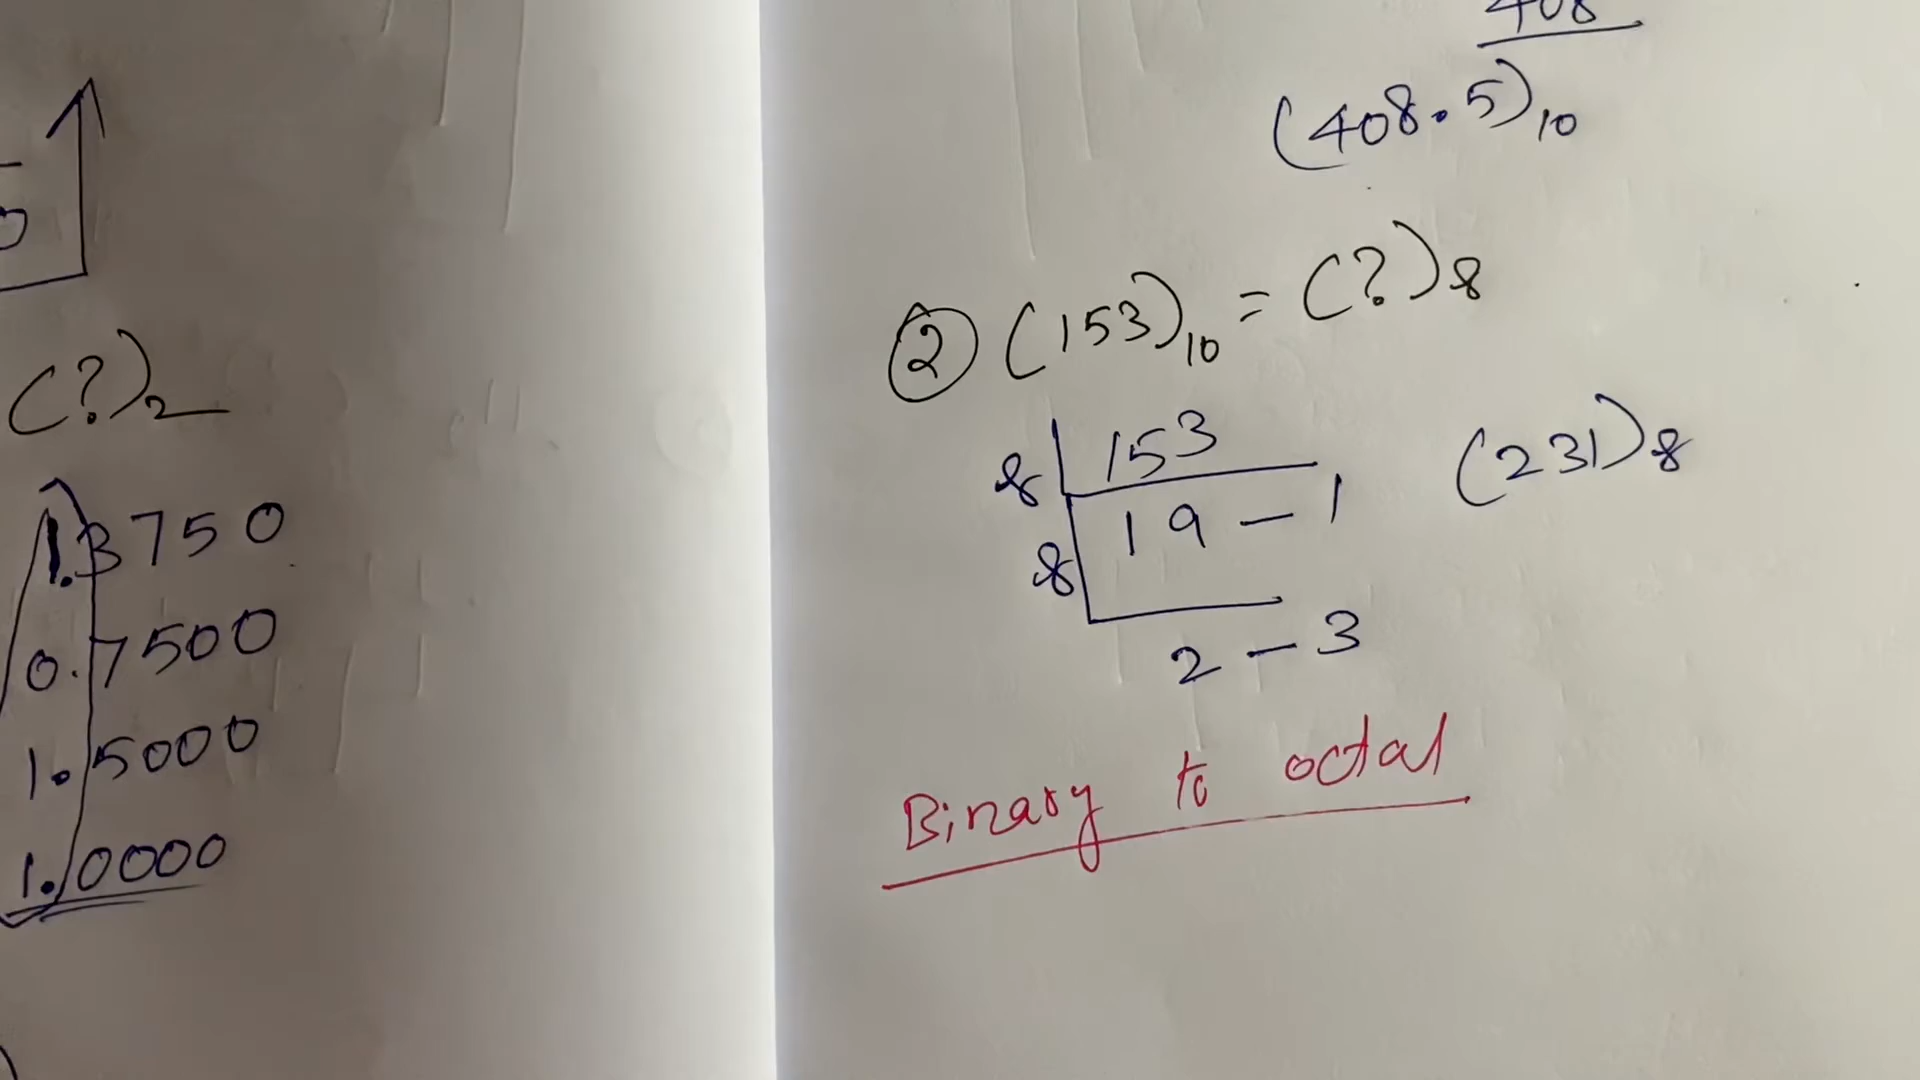 (?)2
1.3750
0.7500
1.5000
1.0000
408
(408.5)10
② (153)10 = (?)8
8 153
8 19 — 1
2 — 3
(231)8
Binary to octal